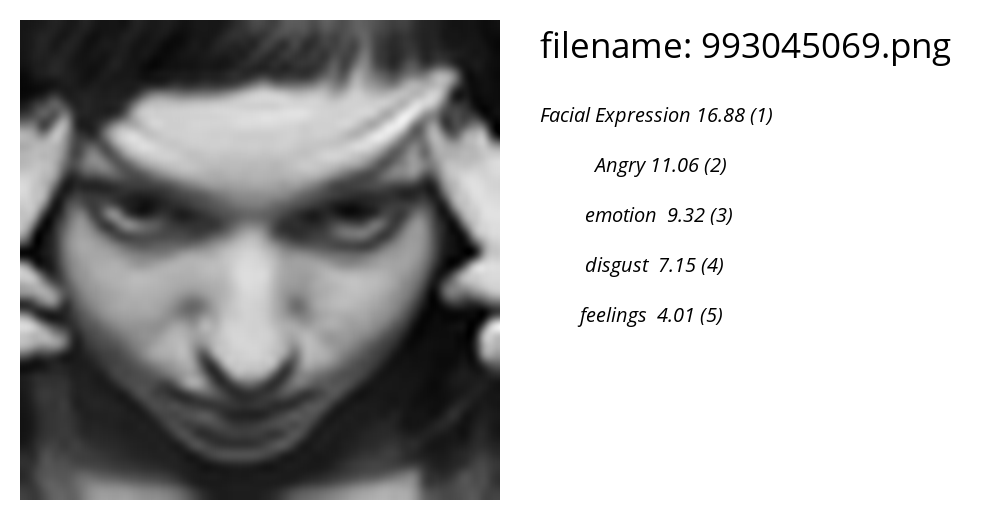 filename: 993045069.png
Facial Expression 16.88 (1)
Angry 11.06 (2)
emotion 9.32 (3)
disgust 7.15 (4)
feelings 4.01 (5)